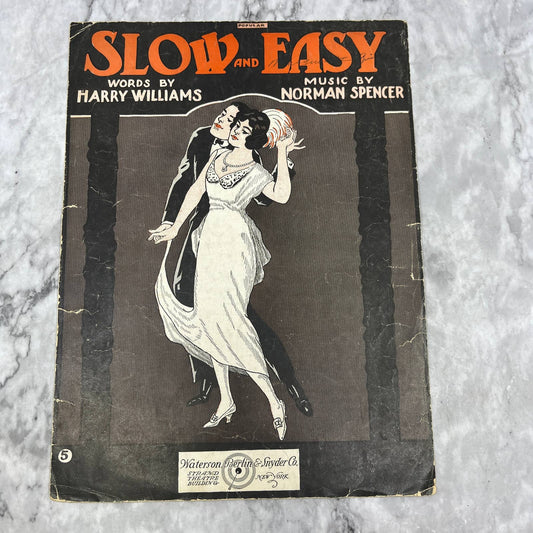 POPULAR
SLOW AND EASY
WORDS BY
HARRY WILLIAMS
MUSIC BY
NORMAN SPENCER
5
Waterson, Berlin & Snyder Co.
STRAND
THEATRE
BUILDING
NEW YORK